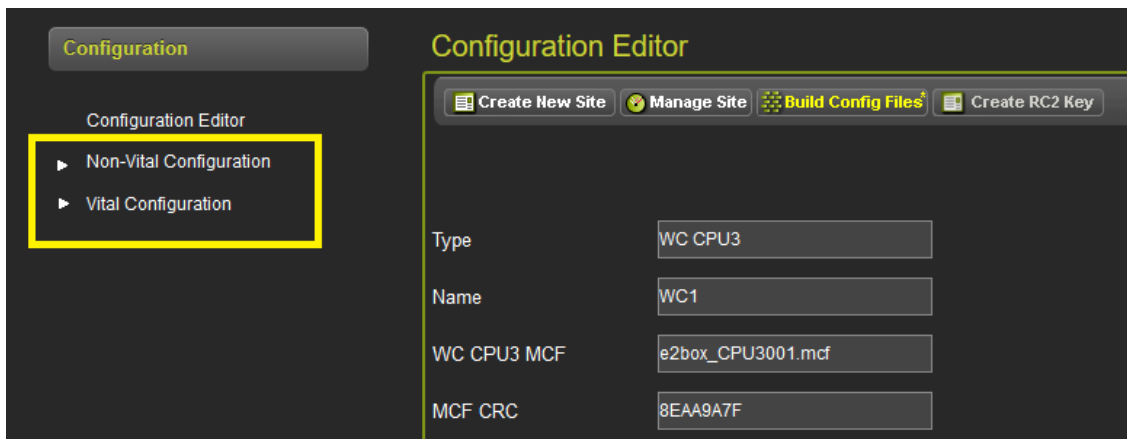 Configuration
Configuration Editor
Non-Vital Configuration
Vital Configuration
Configuration Editor
Create New Site Manage Site Build Config Files* Create RC2 Key
Type WC CPU3
Name WC1
WC CPU3 MCF e2box_CPU3001.mcf
MCF CRC 8EAA9A7F